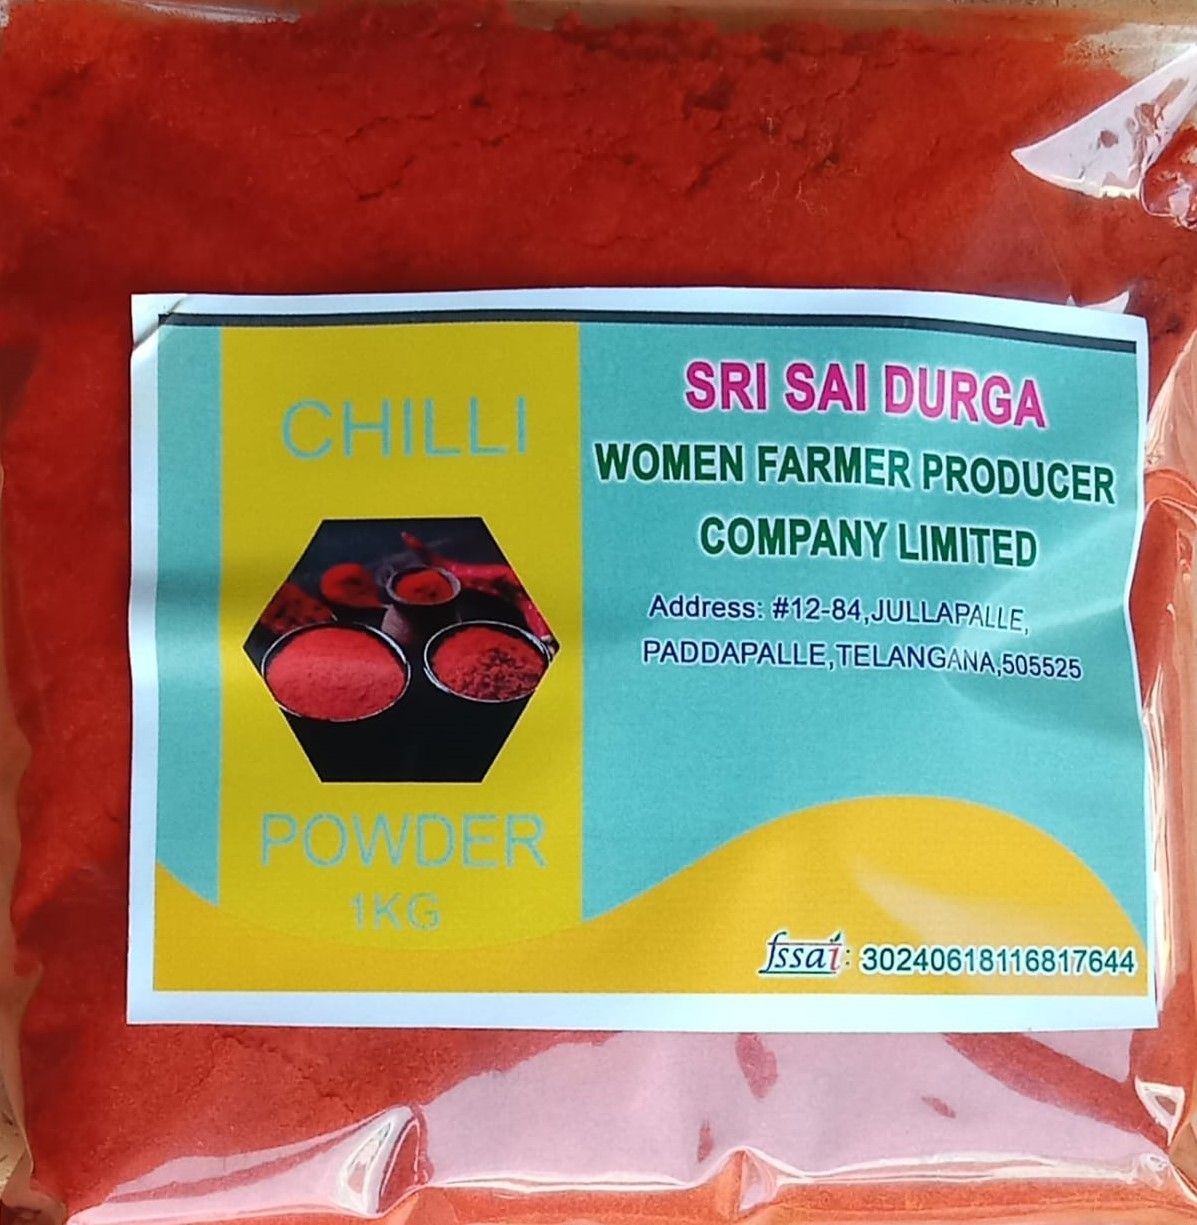 CHILLI
POWDER
1KG
SRI SAI DURGA
WOMEN FARMER PRODUCER
COMPANY LIMITED
Address: #12-84,JULLAPALLE,
PADDAPALLE,TELANGANA,505525
fssai: 30240618116817644